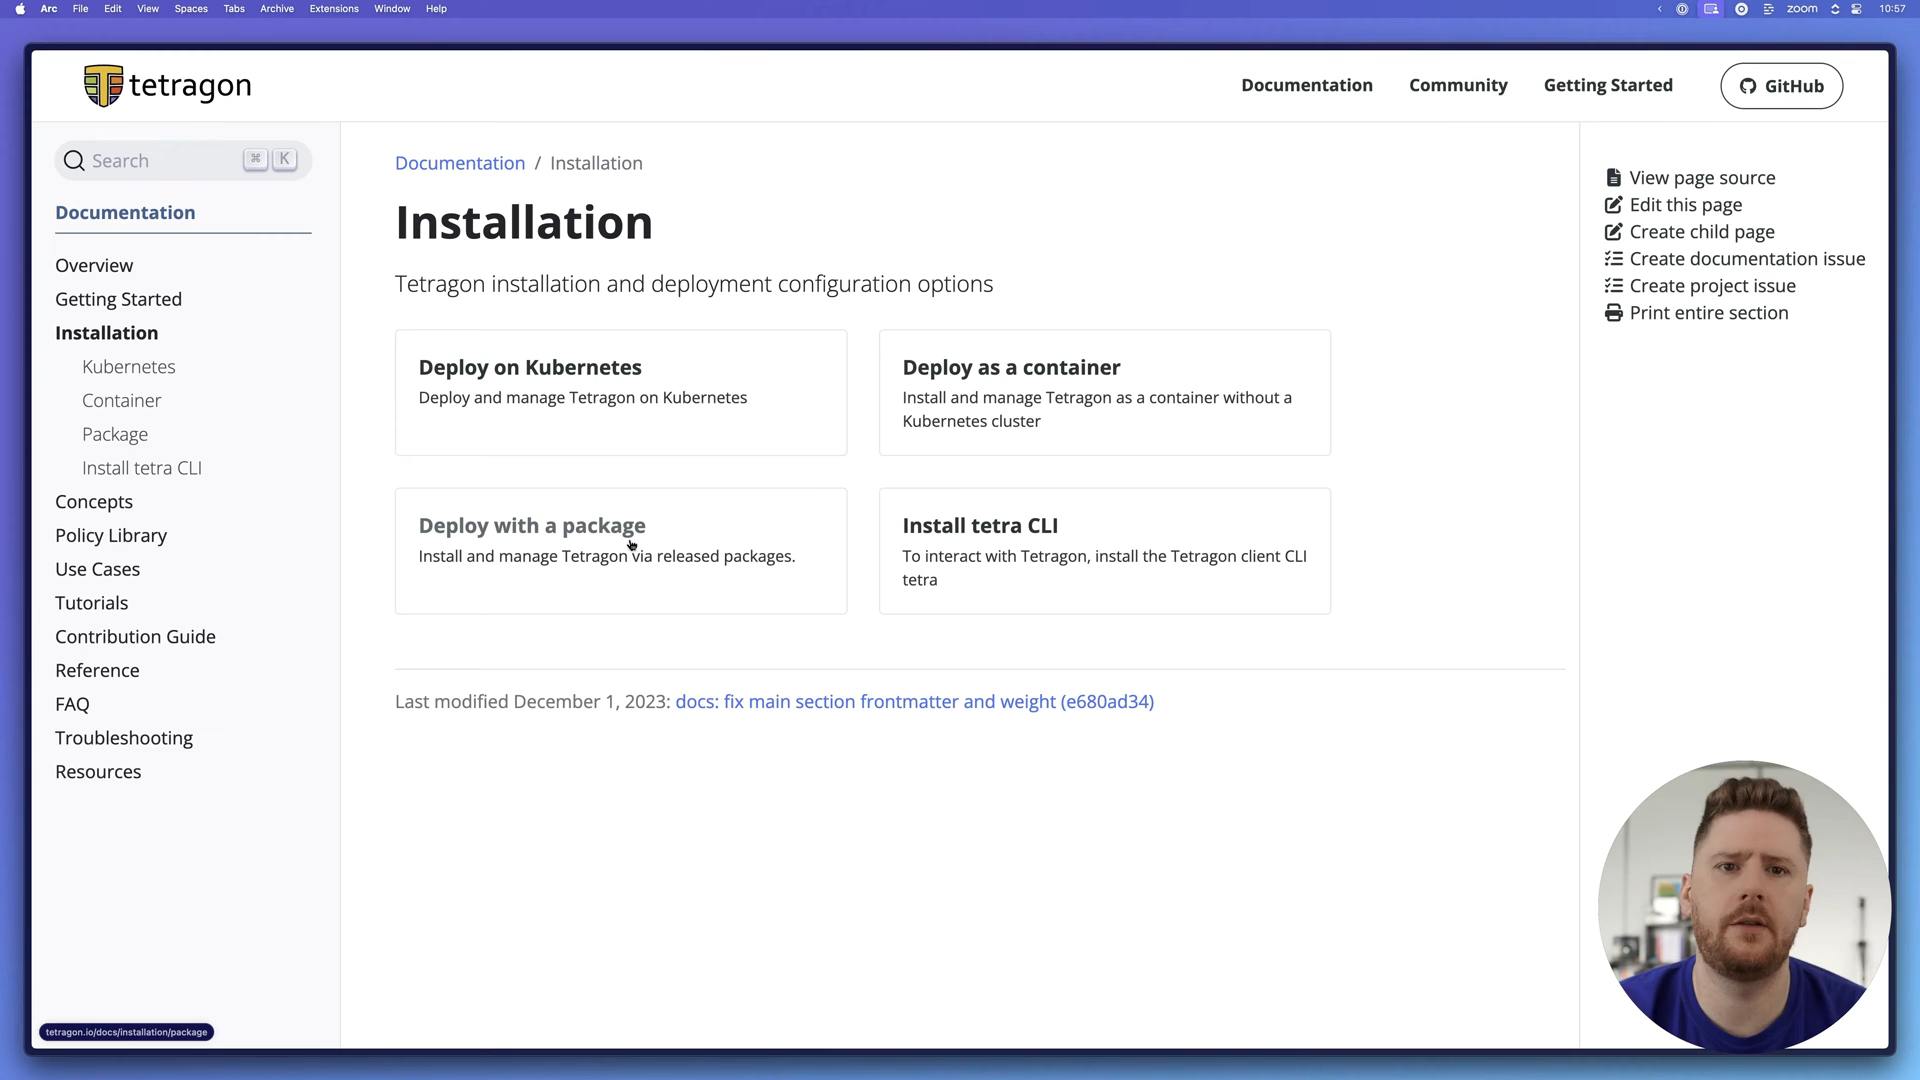 Arc File Edit View Spaces Tabs Archive Extensions Window Help zoom 10:57
tetragon
Documentation Community Getting Started GitHub
Search ⌘ K
Documentation
Overview
Getting Started
Installation
Kubernetes
Container
Package
Install tetra CLI
Concepts
Policy Library
Use Cases
Tutorials
Contribution Guide
Reference
FAQ
Troubleshooting
Resources
Documentation / Installation
Installation
Tetragon installation and deployment configuration options
Deploy on Kubernetes
Deploy and manage Tetragon on Kubernetes
Deploy as a container
Install and manage Tetragon as a container without a
Kubernetes cluster
Deploy with a package
Install and manage Tetragon via released packages.
Install tetra CLI
To interact with Tetragon, install the Tetragon client CLI
tetra
Last modified December 1, 2023: docs: fix main section frontmatter and weight (e680ad34)
View page source
Edit this page
Create child page
Create documentation issue
Create project issue
Print entire section
tetragon.io/docs/installation/package